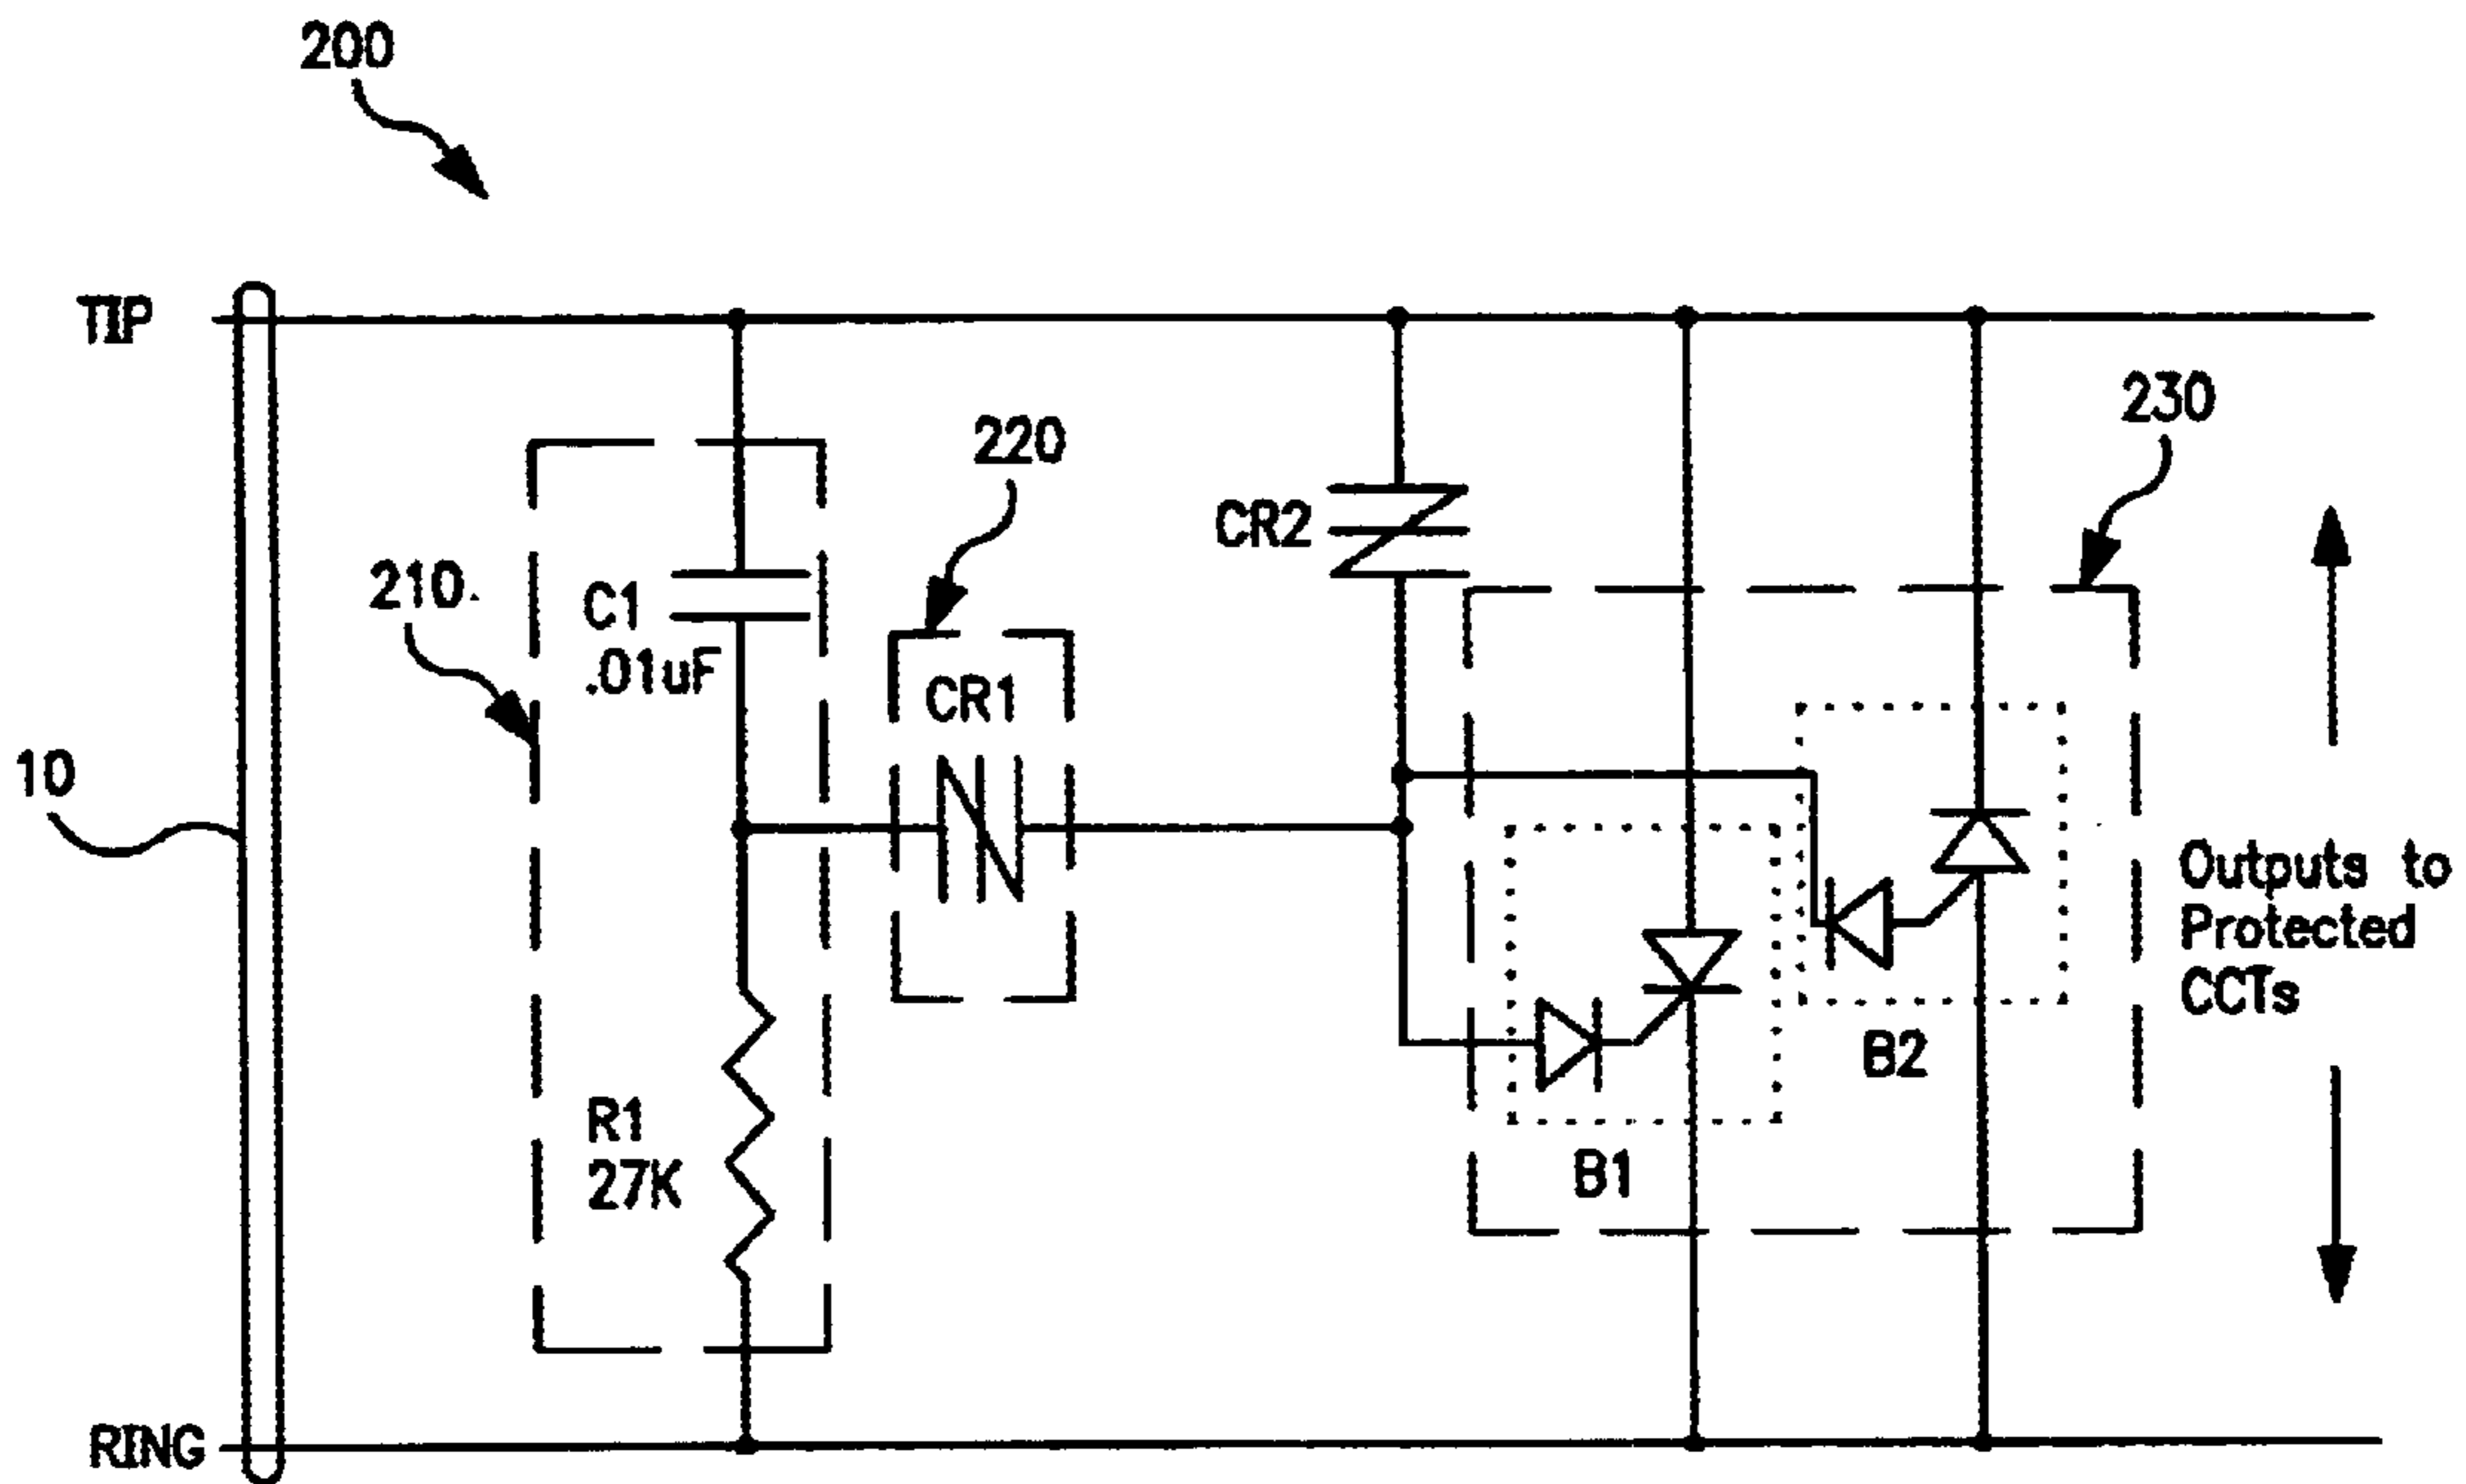 200
TIP
230
220
CR2
210.
C1
.01uF
CR1
10
Outputs to
Protected
CCTs
B2
R1
27K
B1
RING